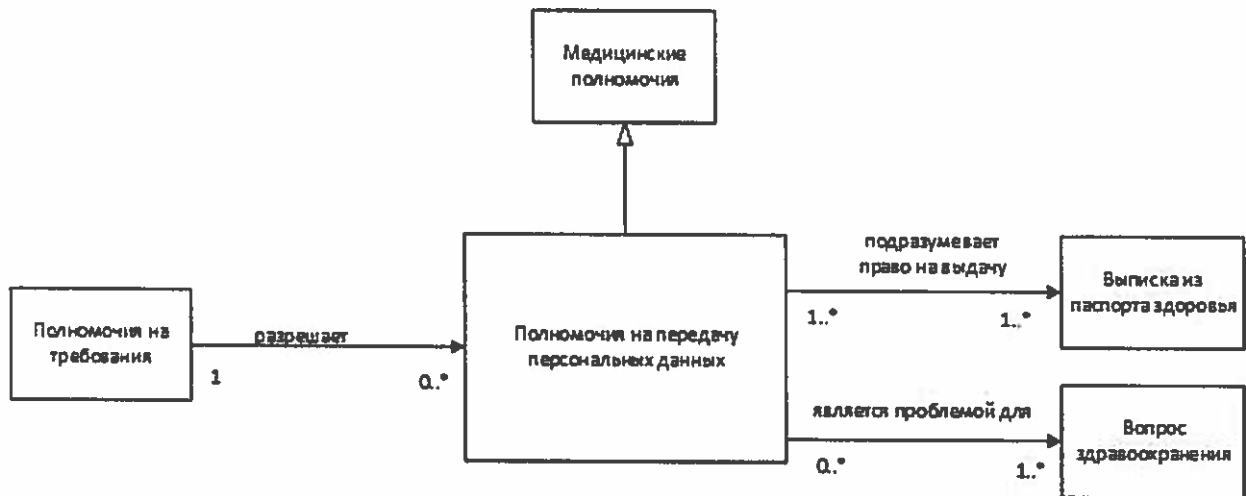 Медицинские
полномочия
подразумевает
право на выдачу
Выписка из
паспорта здоровья
1..*
1..*
Полномочия на
требования
разрешает
1
0..*
Полномочия на передачу
персональных данных
является проблемой для
0..*
1..*
Вопрос
здравоохранения